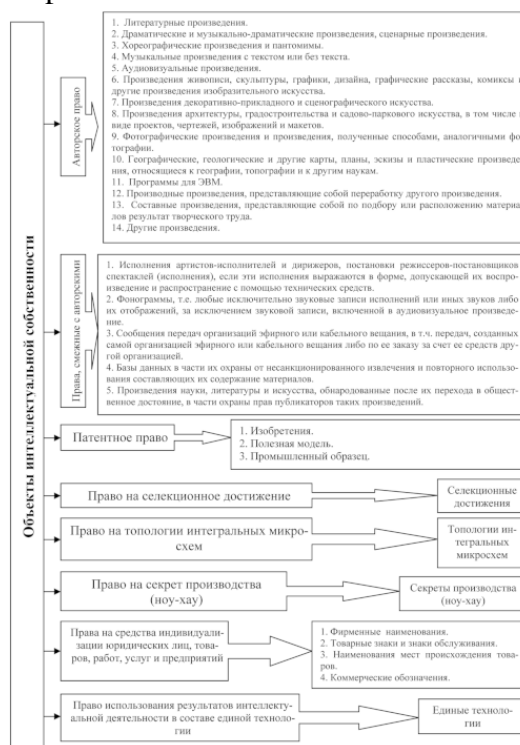 Объекты интеллектуальной собственности
Авторское право
1. Литературные произведения.
2. Драматические и музыкально-драматические произведения, сценарные произведения.
3. Хореографические произведения и пантомимы.
4. Музыкальные произведения с текстом или без текста.
5. Аудиовизуальные произведения.
6. Произведения живописи, скульптуры, графики, дизайна, графические рассказы, комиксы и
другие произведения изобразительного искусства.
7. Произведения декоративно-прикладного и сценографического искусства.
8. Произведения архитектуры, градостроительства и садово-паркового искусства, в том числе в
виде проектов, чертежей, изображений и макетов.
9. Фотографические произведения и произведения, полученные способами, аналогичными фо-
тографии.
10. Географические, геологические и другие карты, планы, эскизы и пластические произведе-
ния, относящиеся к географии, топографии и к другим наукам.
11. Программы для ЭВМ.
12. Производные произведения, представляющие собой переработку другого произведения.
13. Составные произведения, представляющие собой по подбору или расположению материа-
лов результат творческого труда.
14. Другие произведения.
Права, смежные с авторскими
1. Исполнения артистов-исполнителей и дирижеров, постановки режиссеров-постановщиков
спектаклей (исполнения), если эти исполнения выражаются в форме, допускающей их воспро-
изведение и распространение с помощью технических средств.
2. Фонограммы, т.е. любые исключительно звуковые записи исполнений или иных звуков либо
их отображений, за исключением звуковой записи, включенной в аудиовизуальное произведе-
ние.
3. Сообщения передач организаций эфирного или кабельного вещания, в т.ч. передач, созданных
самой организацией эфирного или кабельного вещания либо по ее заказу за счет ее средств дру-
гой организацией.
4. Базы данных в части их охраны от несанкционированного извлечения и повторного использо-
вания составляющих их содержание материалов.
5. Произведения науки, литературы и искусства, обнародованные после их перехода в общест-
венное достояние, в части охраны прав публикаторов таких произведений.
Патентное право
1. Изобретения.
2. Полезная модель.
3. Промышленный образец.
Право на селекционное достижение
Селекционные
достижения
Право на топологии интегральных микро-
схем
Топологии ин-
тегральных
микросхем
Право на секрет производства
(ноу-хау)
Секреты производства
(ноу-хау)
Права на средства индивидуали-
зации юридических лиц, това-
ров, работ, услуг и предприятий
1. Фирменные наименования.
2. Товарные знаки и знаки обслуживания.
3. Наименования мест происхождения това-
ров.
4. Коммерческие обозначения.
Право использования результатов интеллекту-
альной деятельности в составе единой техноло-
гии
Единые техноло-
гии